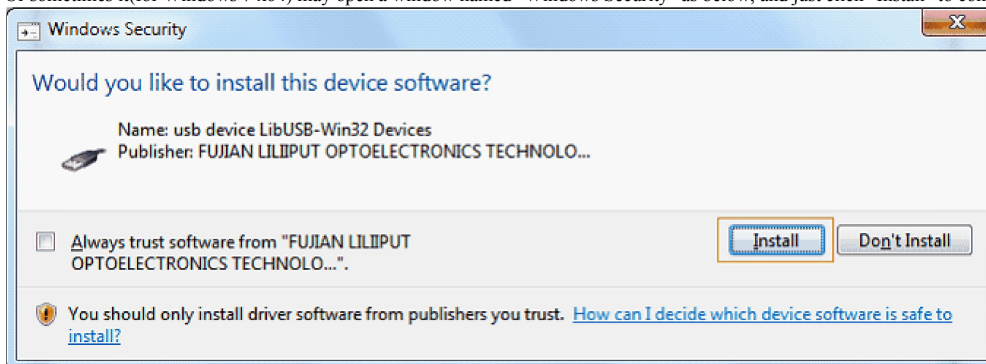 Windows Security
Would you like to install this device software?
Name: usb device LibUSB-Win32 Devices
Publisher: FUJIAN LILIIPUT OPTOELECTRONICS TECHNOLO...
Always trust software from "FUJIAN LILIIPUT
OPTOELECTRONICS TECHNOLO...".
Install
Don't Install
You should only install driver software from publishers you trust. How can I decide which device software is safe to
install?